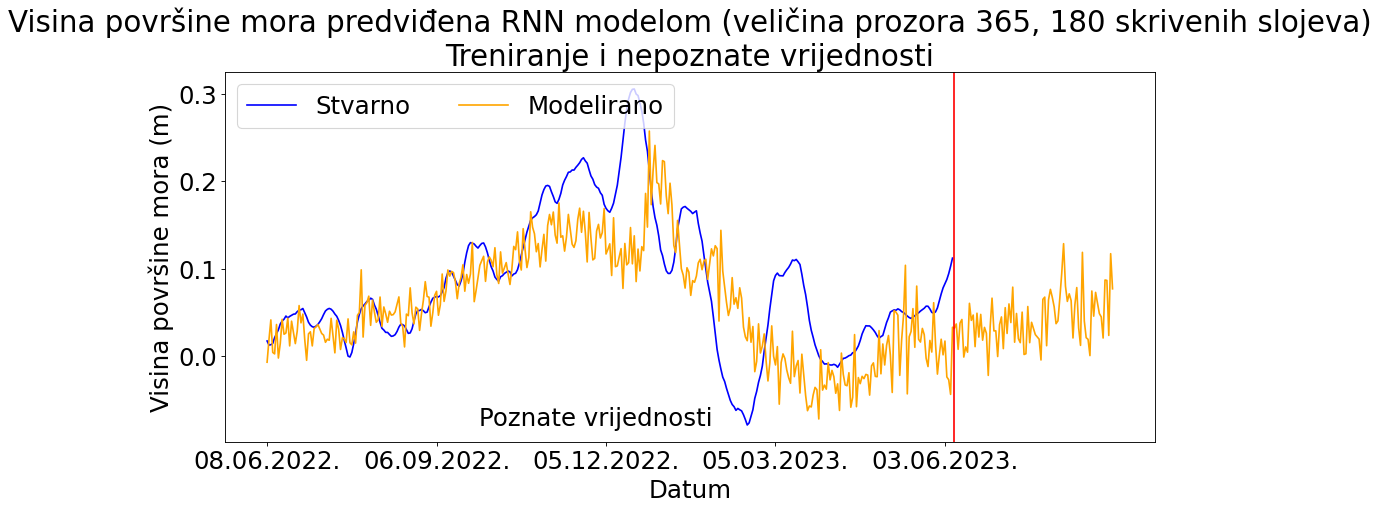 Visina površine mora predviđena RNN modelom (veličina prozora 365, 180 skrivenih slojeva)
Treniranje i nepoznate vrijednosti
Stvarno
Modelirano
Visina površine mora (m)
0.3
0.2
0.1
0.0
Poznate vrijednosti
08.06.2022.
06.09.2022.
05.12.2022.
05.03.2023.
03.06.2023.
Datum